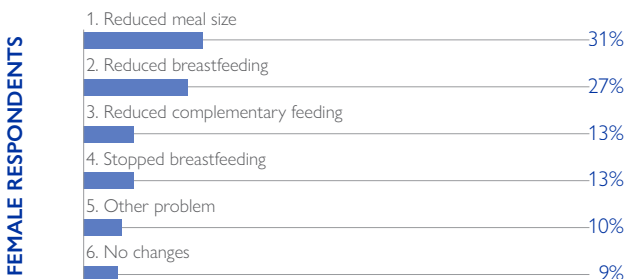 FEMALE RESPONDENTS
1. Reduced meal size
31%
2. Reduced breastfeeding
27%
3. Reduced complementary feeding
13%
4. Stopped breastfeeding
13%
5. Other problem
10%
6. No changes
9%